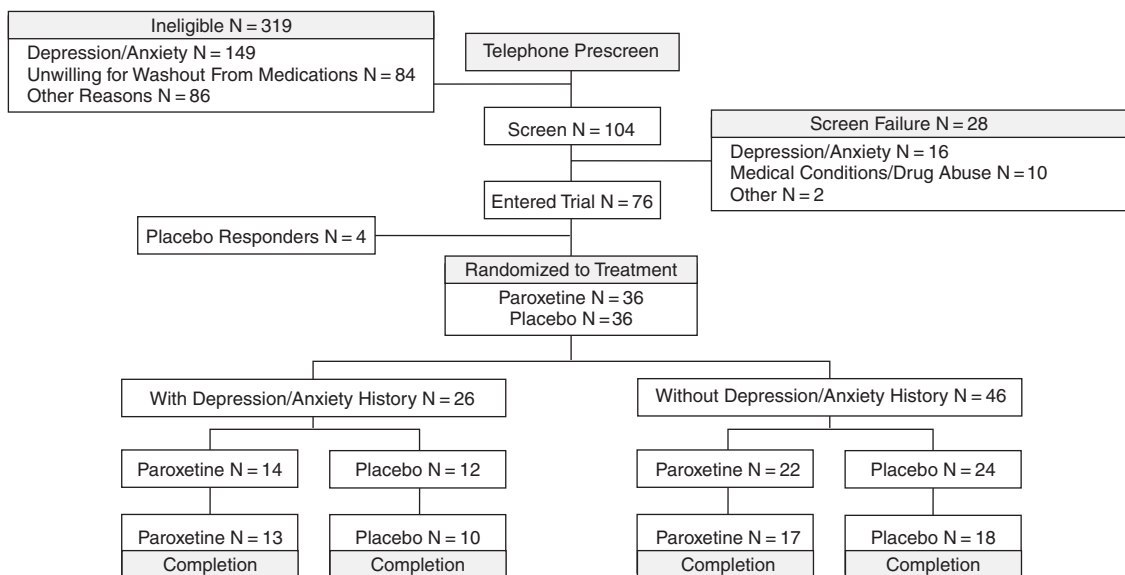 Ineligible N = 319
Depression/Anxiety N = 149
Unwilling for Washout From Medications N = 84
Other Reasons N = 86
Telephone Prescreen
Screen N = 104
Screen Failure N = 28
Depression/Anxiety N = 16
Medical Conditions/Drug Abuse N = 10
Other N = 2
Entered Trial N = 76
Placebo Responders N = 4
Randomized to Treatment
Paroxetine N = 36
Placebo N = 36
With Depression/Anxiety History N = 26
Without Depression/Anxiety History N = 46
Paroxetine N = 14
Placebo N = 12
Paroxetine N = 22
Placebo N = 24
Paroxetine N = 13
Completion
Placebo N = 10
Completion
Paroxetine N = 17
Completion
Placebo N = 18
Completion